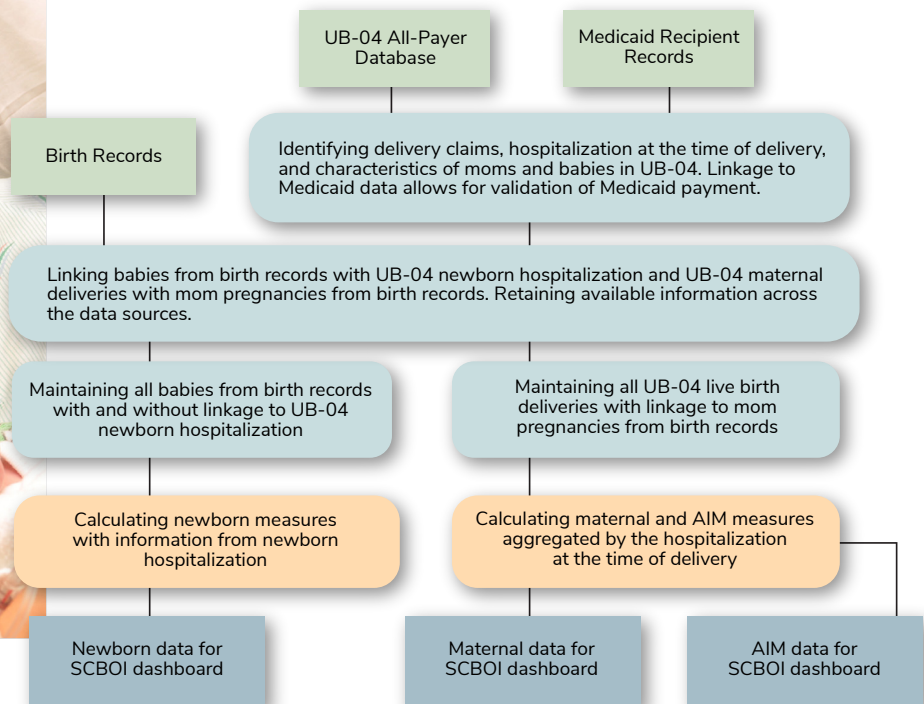 UB-04 All-Payer
Database
Medicaid Recipient
Records
Birth Records
Identifying delivery claims, hospitalization at the time of delivery,
and characteristics of moms and babies in UB-04. Linkage to
Medicaid data allows for validation of Medicaid payment.
Linking babies from birth records with UB-04 newborn hospitalization and UB-04 maternal
deliveries with mom pregnancies from birth records. Retaining available information across
the data sources.
Maintaining all babies from birth records
with and without linkage to UB-04
newborn hospitalization
Maintaining all UB-04 live birth
deliveries with linkage to mom
pregnancies from birth records
Calculating newborn measures
with information from newborn
hospitalization
Calculating maternal and AIM measures
aggregated by the hospitalization
at the time of delivery
Newborn data for
SCBOI dashboard
Maternal data for
SCBOI dashboard
AIM data for
SCBOI dashboard